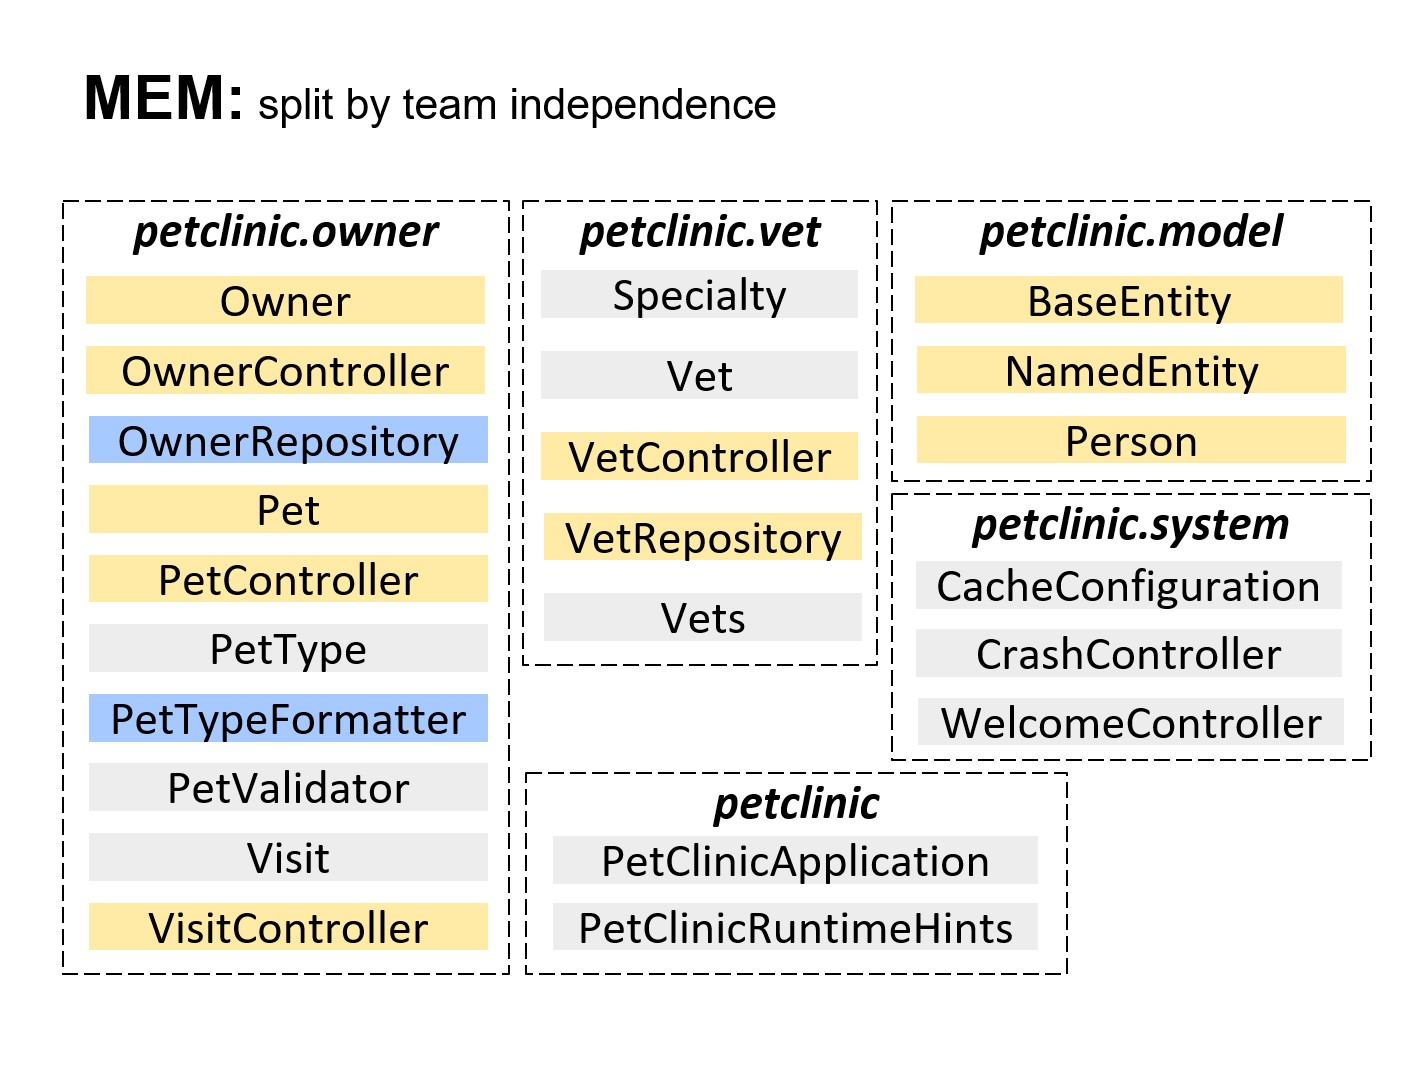 MEM: split by team independence
petclinic.owner
Owner
OwnerController
OwnerRepository
Pet
PetController
PetType
PetTypeFormatter
PetValidator
Visit
VisitController
petclinic.vet
Specialty
Vet
VetController
VetRepository
Vets
petclinic.model
BaseEntity
NamedEntity
Person
petclinic.system
CacheConfiguration
CrashController
WelcomeController
petclinic
PetClinicApplication
PetClinicRuntimeHints